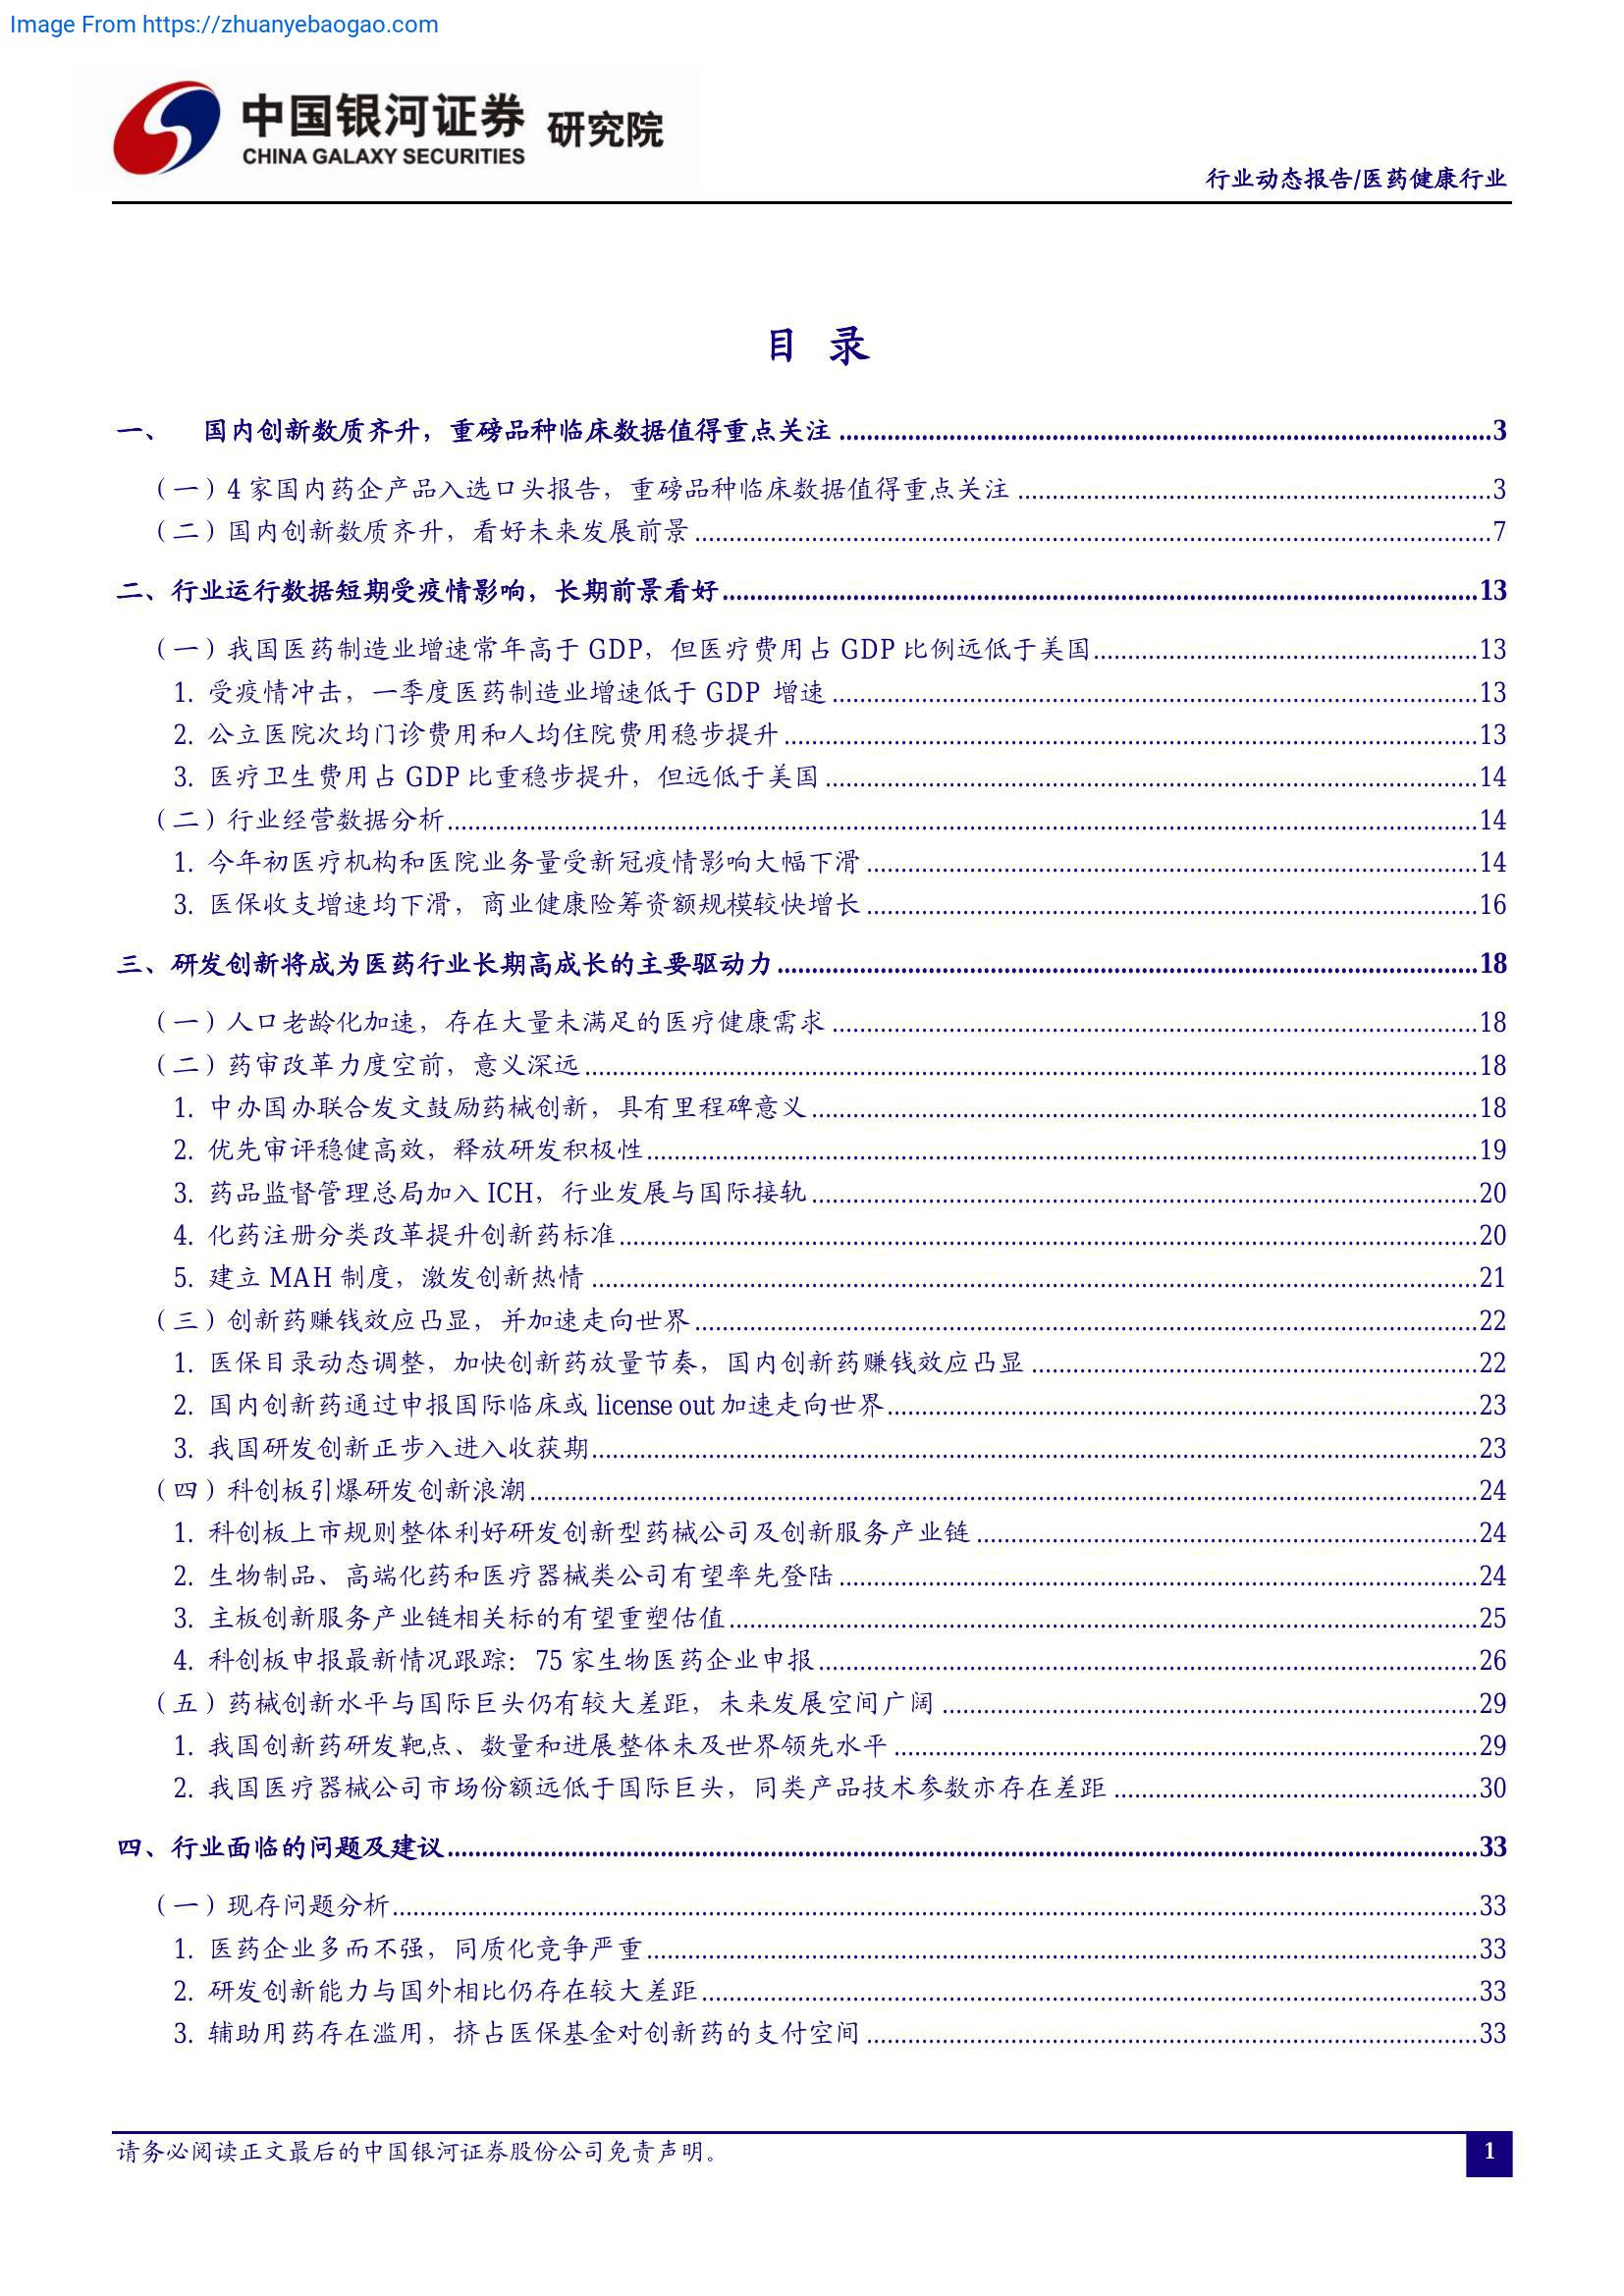 Image From https://zhuanyebaogao.com
中国银河证券 研究院
CHINA GALAXY SECURITIES
行业动态报告/医药健康行业
目 录
一、 国内创新数质齐升，重磅品种临床数据值得重点关注 3
（一）4 家国内药企产品入选口头报告，重磅品种临床数据值得重点关注 3
（二）国内创新数质齐升，看好未来发展前景 7
二、行业运行数据短期受疫情影响，长期前景看好 13
（一）我国医药制造业增速常年高于 GDP，但医疗费用占 GDP 比例远低于美国 13
1. 受疫情冲击，一季度医药制造业增速低于 GDP 增速 13
2. 公立医院次均门诊费用和人均住院费用稳步提升 13
3. 医疗卫生费用占 GDP 比重稳步提升，但远低于美国 14
（二）行业经营数据分析 14
1. 今年初医疗机构和医院业务量受新冠疫情影响大幅下滑 14
3. 医保收支增速均下滑，商业健康险筹资额规模较快增长 16
三、研发创新将成为医药行业长期高成长的主要驱动力 18
（一）人口老龄化加速，存在大量未满足的医疗健康需求 18
（二）药审改革力度空前，意义深远 18
1. 中办国办联合发文鼓励药械创新，具有里程碑意义 18
2. 优先审评稳健高效，释放研发积极性 19
3. 药品监督管理总局加入 ICH，行业发展与国际接轨 20
4. 化药注册分类改革提升创新药标准 20
5. 建立 MAH 制度，激发创新热情 21
（三）创新药赚钱效应凸显，并加速走向世界 22
1. 医保目录动态调整，加快创新药放量节奏，国内创新药赚钱效应凸显 22
2. 国内创新药通过申报国际临床或 license out 加速走向世界 23
3. 我国研发创新正步入进入收获期 23
（四）科创板引爆研发创新浪潮 24
1. 科创板上市规则整体利好研发创新型药械公司及创新服务产业链 24
2. 生物制品、高端化药和医疗器械类公司有望率先登陆 24
3. 主板创新服务产业链相关标的有望重塑估值 25
4. 科创板申报最新情况跟踪：75 家生物医药企业申报 26
（五）药械创新水平与国际巨头仍有较大差距，未来发展空间广阔 29
1. 我国创新药研发靶点、数量和进展整体未及世界领先水平 29
2. 我国医疗器械公司市场份额远低于国际巨头，同类产品技术参数亦存在差距 30
四、行业面临的问题及建议 33
（一）现存问题分析 33
1. 医药企业多而不强，同质化竞争严重 33
2. 研发创新能力与国外相比仍存在较大差距 33
3. 辅助用药存在滥用，挤占医保基金对创新药的支付空间 33
请务必阅读正文最后的中国银河证券股份公司免责声明。
1